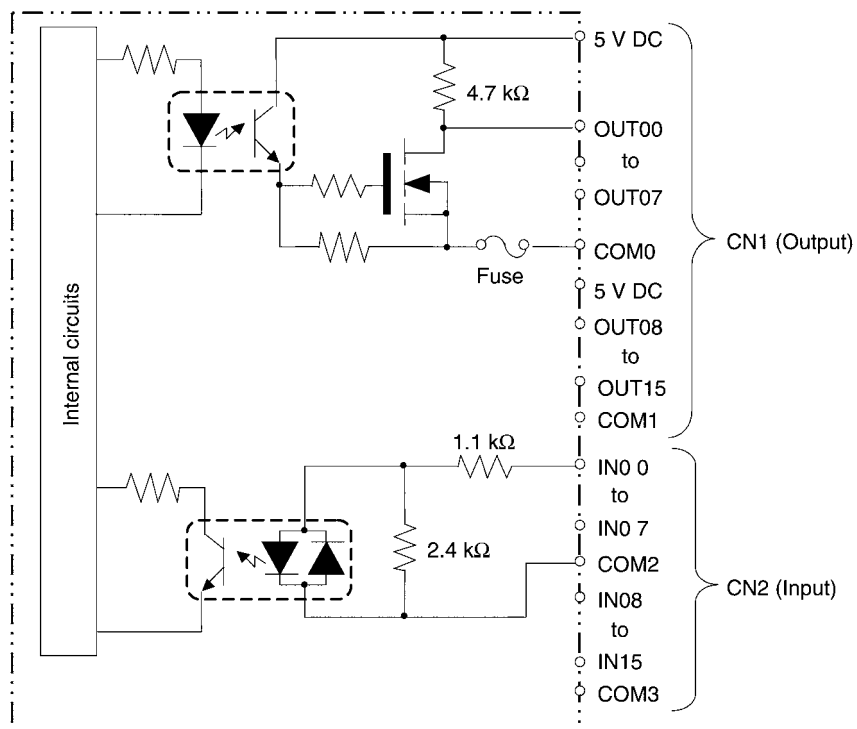 5 V DC
4.7 kΩ
OUT00
to
OUT07
COM0
Fuse
CN1 (Output)
5 V DC
OUT08
to
OUT15
COM1
Internal circuits
1.1 kΩ
IN0 0
to
IN0 7
2.4 kΩ
COM2
CN2 (Input)
IN08
to
IN15
COM3